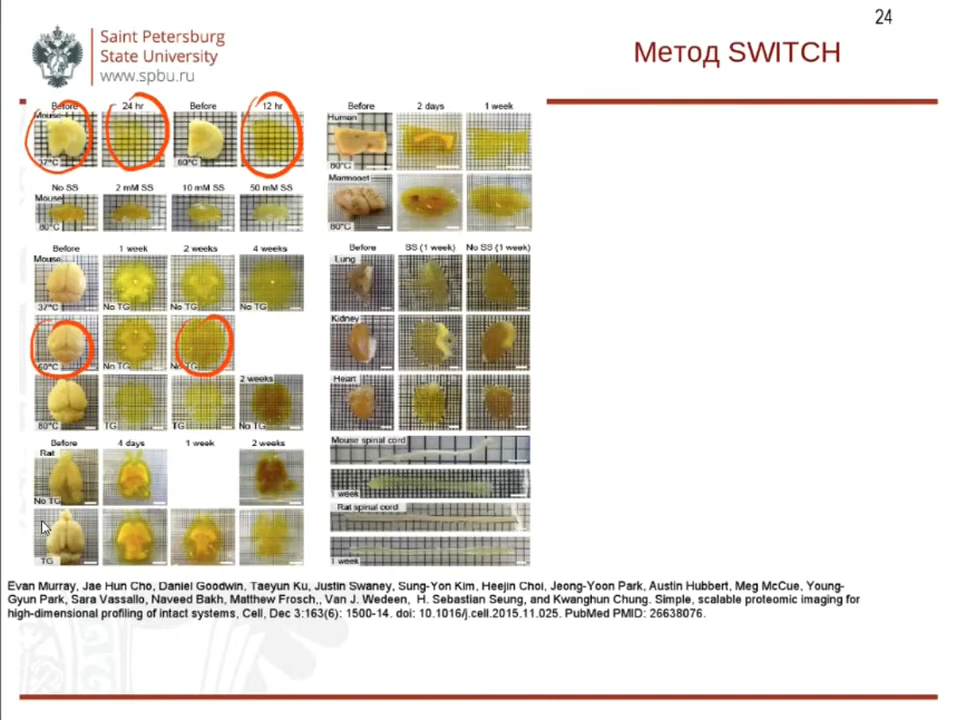 24
Saint Petersburg
State University
www.spbu.ru
Метод SWITCH
Before 24 hr Before 12 hr
Mouse
37°C 60°C
No SS 2 mM SS 10 mM SS 50 mM SS
Mouse
80°C
Before 1 week 2 weeks 4 weeks
Mouse
37°C No TG No TG No TG
60°C No TG No TG
2 weeks
80°C TG TG No TG
Before 4 days 1 week 2 weeks
Rat
No TG
TG
Before 2 days 1 week
Human
80°C
Marmoset
80°C
Before SS (1 week) No SS (1 week)
Lung
Kidney
Heart
Mouse spinal cord
1 week
Rat spinal cord
1 week
Evan Murray, Jae Hun Cho, Daniel Goodwin, Taeyun Ku, Justin Swaney, Sung-Yon Kim, Heejin Choi, Jeong-Yoon Park, Austin Hubbert, Meg McCue, Young-
Gyun Park, Sara Vassallo, Naveed Bakh, Matthew Frosch,, Van J. Wedeen, H. Sebastian Seung, and Kwanghun Chung. Simple, scalable proteomic imaging for
high-dimensional profiling of intact systems, Cell, Dec 3:163(6): 1500-14. doi: 10.1016/j.cell.2015.11.025. PubMed PMID: 26638076.